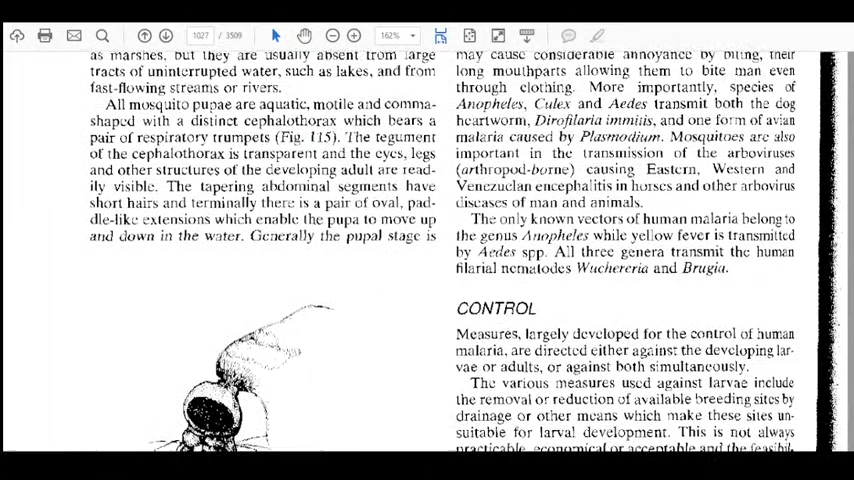 1027 / 3509
162%
as marshes, but they are usually absent from large
tracts of uninterrupted water, such as lakes, and from
fast-flowing streams or rivers.
All mosquito pupae are aquatic, motile and comma-
shaped with a distinct cephalothorax which bears a
pair of respiratory trumpets (Fig. 115). The tegument
of the cephalothorax is transparent and the eyes, legs
and other structures of the developing adult are read-
ily visible. The tapering abdominal segments have
short hairs and terminally there is a pair of oval, pad-
dle-like extensions which enable the pupa to move up
and down in the water. Generally the pupal stage is
may cause considerable annoyance by biting, their
long mouthparts allowing them to bite man even
through clothing. More importantly, species of
Anopheles, Culex and Aedes transmit both the dog
heartworm, Dirofilaria immitis, and one form of avian
malaria caused by Plasmodium. Mosquitoes are also
important in the transmission of the arboviruses
(arthropod-borne) causing Eastern, Western and
Venezuelan encephalitis in horses and other arbovirus
diseases of man and animals.
The only known vectors of human malaria belong to
the genus Anopheles while yellow fever is transmitted
by Aedes spp. All three genera transmit the human
filarial nematodes Wuchereria and Brugia.
CONTROL
Measures, largely developed for the control of human
malaria, are directed either against the developing lar-
vae or adults, or against both simultaneously.
The various measures used against larvae include
the removal or reduction of available breeding sites by
drainage or other means which make these sites un-
suitable for larval development. This is not always
practicable, economical or acceptable and the feasibil-